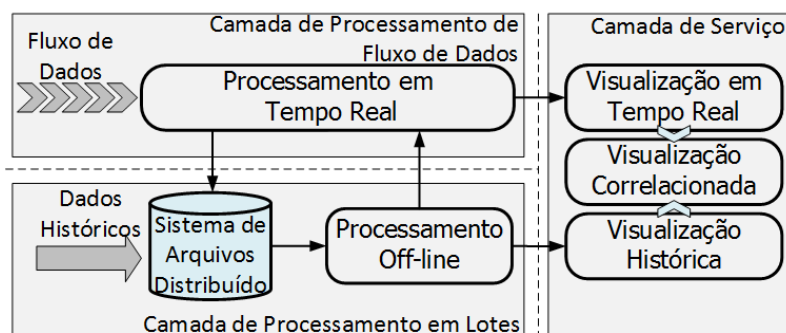 Camada de Processamento de
Fluxo de Dados
Fluxo de
Dados
Processamento em
Tempo Real
Camada de Serviço
Visualização em
Tempo Real
Visualização
Correlacionada
Visualização
Histórica
Dados
Históricos
Sistema de
Arquivos
Distribuído
Processamento
Off-line
Camada de Processamento em Lotes